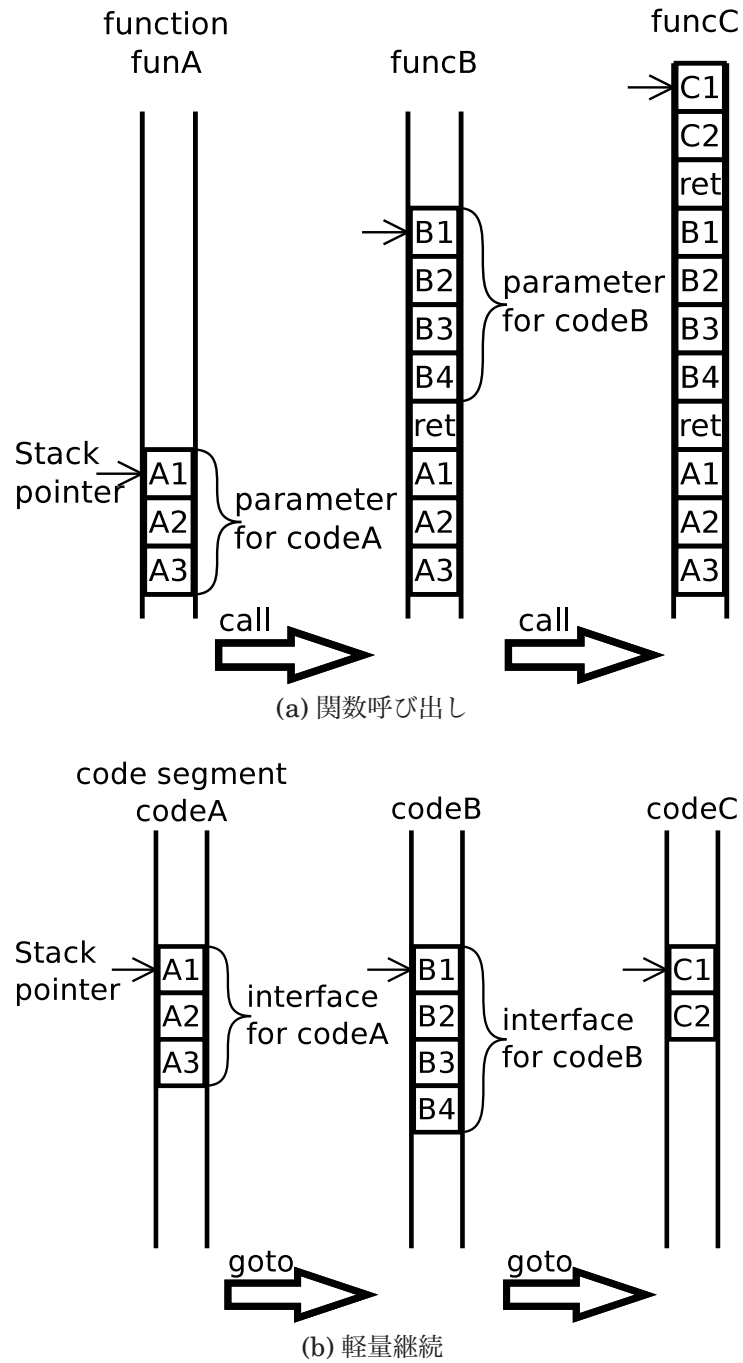 function
funA
funcB
funcC
Stack
pointer
A1
A2
A3
parameter
for codeA
B1
B2
B3
B4
ret
A1
A2
A3
parameter
for codeB
C1
C2
ret
B1
B2
B3
B4
ret
A1
A2
A3
call
call
(a) 関数呼び出し
code segment
codeA
codeB
codeC
Stack
pointer
A1
A2
A3
interface
for codeA
B1
B2
B3
B4
interface
for codeB
C1
C2
goto
goto
(b) 軽量継続